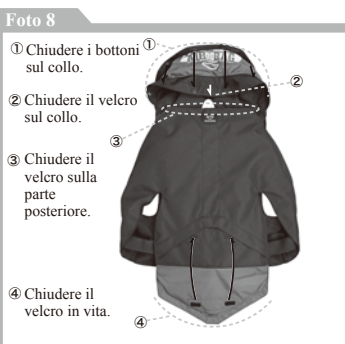 Foto 8
① Chiudere i bottoni
sul collo.
② Chiudere il velcro
sul collo.
③ Chiudere il
velcro sulla
parte
posteriore.
④ Chiudere il
velcro in vita.
①
②
③
④